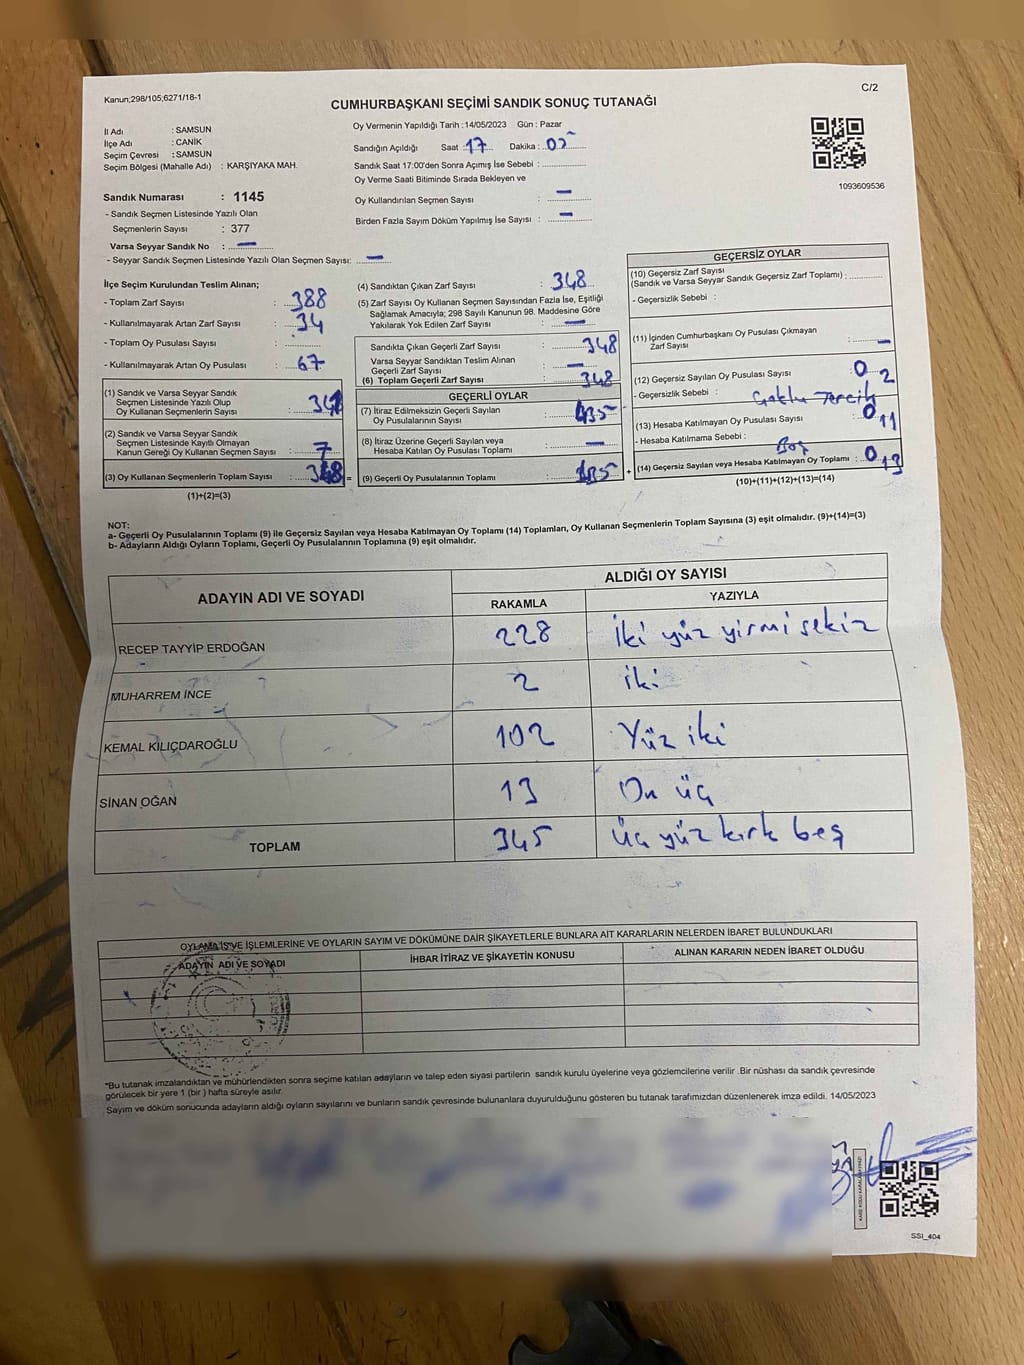 Kanun;298/105;6271/18-1
C/2
CUMHURBAŞKANI SEÇİMİ SANDIK SONUÇ TUTANAĞI
İl Adı : SAMSUN
İlçe Adı : CANİK
Seçim Çevresi : SAMSUN
Seçim Bölgesi (Mahalle Adı) : KARŞIYAKA MAH.
Oy Vermenin Yapıldığı Tarih :14/05/2023 Gün : Pazar
Sandığın Açıldığı Saat : 17 Dakika : 05
Sandık Saat 17:00'den Sonra Açımış İse Sebebi :
Oy Verme Saati Bitiminde Sırada Bekleyen ve
Oy Kullandırılan Seçmen Sayısı : —
Birden Fazla Sayım Döküm Yapılmış İse Sayısı : —
1093609536
Sandık Numarası : 1145
- Sandık Seçmen Listesinde Yazılı Olan
Seçmenlerin Sayısı : 377
Varsa Seyyar Sandık No : —
- Seyyar Sandık Seçmen Listesinde Yazılı Olan Seçmen Sayısı: —
İlçe Seçim Kurulundan Teslim Alınan;
- Toplam Zarf Sayısı : 388
- Kullanılmayarak Artan Zarf Sayısı : 34
- Toplam Oy Pusulası Sayısı :
- Kullanılmayarak Artan Oy Pusulası : 67
(1) Sandık ve Varsa Seyyar Sandık
Seçmen Listesinde Yazılı Olup
Oy Kullanan Seçmenlerin Sayısı :
(2) Sandık ve Varsa Seyyar Sandık
Seçmen Listesinde Kayıtlı Olmayan
Kanun Gereği Oy Kullanan Seçmen Sayısı : 7
(3) Oy Kullanan Seçmenlerin Toplam Sayısı : 348 =
(1)+(2)=(3)
(4) Sandıktan Çıkan Zarf Sayısı : 348
(5) Zarf Sayısı Oy Kullanan Seçmen Sayısından Fazla İse, Eşitliği
Sağlamak Amacıyla; 298 Sayılı Kanunun 98. Maddesine Göre
Yakılarak Yok Edilen Zarf Sayısı : —
Sandıkta Çıkan Geçerli Zarf Sayısı : 348
Varsa Seyyar Sandıktan Teslim Alınan
Geçerli Zarf Sayısı : —
(6) Toplam Geçerli Zarf Sayısı : 348
GEÇERLİ OYLAR
(7) İtiraz Edilmeksizin Geçerli Sayılan
Oy Pusulalarının Sayısı :
(8) İtiraz Üzerine Geçerli Sayılan veya
Hesaba Katılan Oy Pusulası Toplamı : —
(9) Geçerli Oy Pusulalarının Toplamı : +
GEÇERSİZ OYLAR
(10) Geçersiz Zarf Sayısı
(Sandık ve Varsa Seyyar Sandık Geçersiz Zarf Toplamı) :
- Geçersizlik Sebebi :
(11) İçinden Cumhurbaşkanı Oy Pusulası Çıkmayan
Zarf Sayısı : —
(12) Geçersiz Sayılan Oy Pusulası Sayısı : 02
- Geçersizlik Sebebi : Çoklu Tercih
(13) Hesaba Katılmayan Oy Pusulası Sayısı : 011
- Hesaba Katılmama Sebebi : Boş
(14) Geçersiz Sayılan veya Hesaba Katılmayan Oy Toplamı : 013
(10)+(11)+(12)+(13)=(14)
NOT:
a- Geçerli Oy Pusulalarının Toplamı (9) ile Geçersiz Sayılan veya Hesaba Katılmayan Oy Toplamı (14) Toplamları, Oy Kullanan Seçmenlerin Toplam Sayısına (3) eşit olmalıdır. (9)+(14)=(3)
b- Adayların Aldığı Oyların Toplamı, Geçerli Oy Pusulalarının Toplamına (9) eşit olmalıdır.
ADAYIN ADI VE SOYADI
ALDIĞI OY SAYISI
RAKAMLA YAZIYLA
RECEP TAYYİP ERDOĞAN 228 İki yüz yirmi sekiz
MUHARREM İNCE 2 iki
KEMAL KILIÇDAROĞLU 102 Yüz iki
SİNAN OĞAN 13 On üç
TOPLAM 345 üç yüz kırk beş
OYLAMA İŞ VE İŞLEMLERİNE VE OYLARIN SAYIM VE DÖKÜMÜNE DAİR ŞİKAYETLERLE BUNLARA AİT KARARLARIN NELERDEN İBARET BULUNDUKLARI
ADAYIN ADI VE SOYADI İHBAR İTİRAZ VE ŞİKAYETİN KONUSU ALINAN KARARIN NEDEN İBARET OLDUĞU
*Bu tutanak imzalandıktan ve mühürlendikten sonra seçime katılan adayların ve talep eden siyasi partilerin sandık kurulu üyelerine veya gözlemcilerine verilir .Bir nüshası da sandık çevresinde
görülecek bir yere 1 (bir ) hafta süreyle asılır.
Sayım ve döküm sonucunda adayların aldığı oyların sayılarını ve bunların sandık çevresinde bulunanlara duyurulduğunu gösteren bu tutanak tarafımızdan düzenlenerek imza edildi. 14/05/2023
SSİ_404